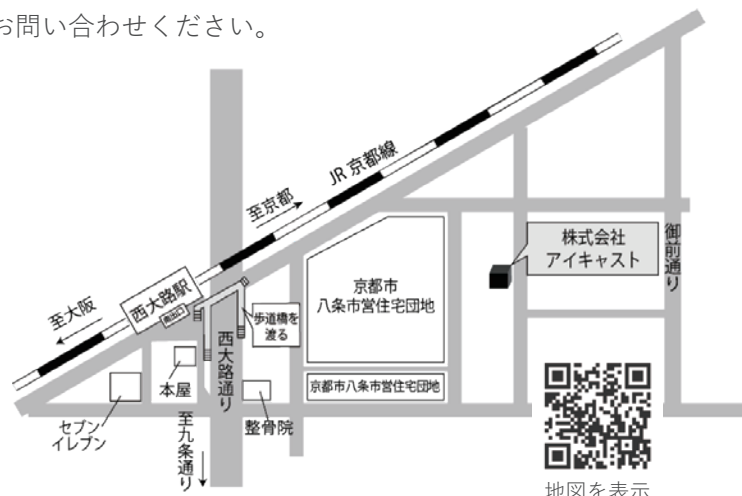 お問い合わせください。
JR 京都線
至京都
株式会社
アイキャスト
御前通り
京都市
八条市営住宅団地
西大路駅
南出口
至大阪
歩道橋を
渡る
西大路通り
本屋
京都市八条市営住宅団地
セブン
イレブン
整骨院
至九条通り
地図を表示